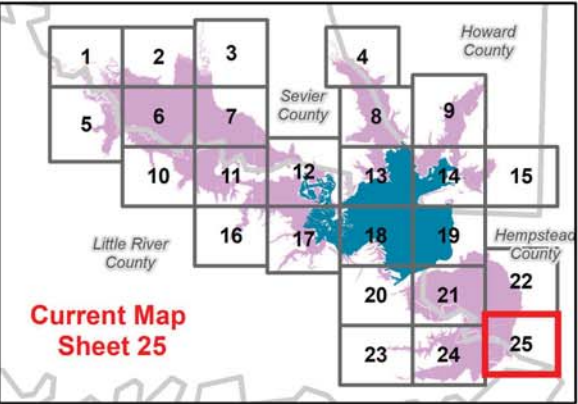 Howard
County
1
2
3
4
Sevier
County
5
6
7
8
9
10
11
12
13
14
15
Little River
County
16
17
18
19
Hempstead
County
20
21
22
Current Map
Sheet 25
23
24
25